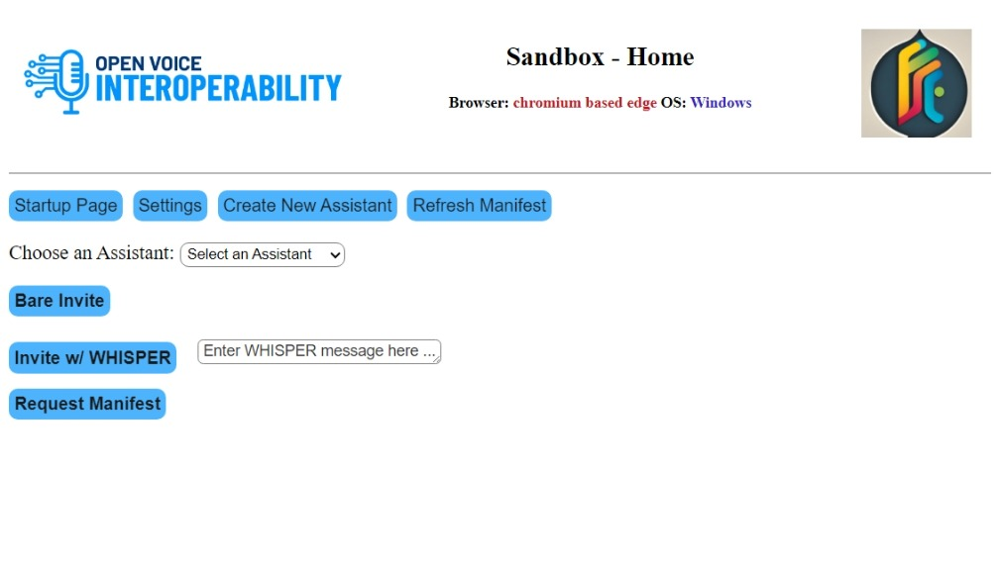 OPEN VOICE
INTEROPERABILITY
Sandbox - Home
Browser: chromium based edge OS: Windows
Startup Page Settings Create New Assistant Refresh Manifest
Choose an Assistant: Select an Assistant
Bare Invite
Invite w/ WHISPER Enter WHISPER message here ...
Request Manifest